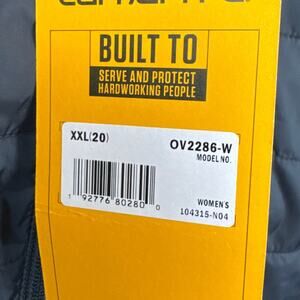 BUILT TO
SERVE AND PROTECT
HARDWORKING PEOPLE
XXL(20)
OV2286-W
MODEL NO.
1 92776 80280 0
WOMEN'S
104315-N04